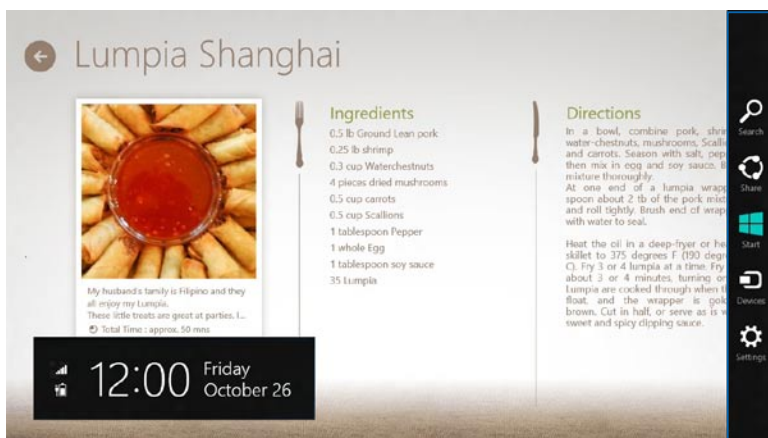 Lumpia Shanghai
My husband's family is Filipino and they
all enjoy my Lumpia.
These little treats are great at parties, I...
Total Time : approx. 50 mns
Ingredients
0.5 lb Ground Lean pork
0.25 lb shrimp
0.3 cup Waterchestnuts
4 pieces dried mushrooms
0.5 cup carrots
0.5 cup Scallions
1 tablespoon Pepper
1 whole Egg
1 tablespoon soy sauce
35 Lumpia
Directions
In a bowl, combine pork,
water-chestnuts, mushrooms,
and carrots. Season with salt,
then mix in egg and soy sauce.
mixture thoroughly.
At one end of a lumpia
spoon about 2 tb of the pork
and roll tightly. Brush end of
with water to seal.
Heat the oil in a deep-fryer or
skillet to 375 degrees F (190
C). Fry 3 or 4 lumpia at a time. Fry
about 3 or 4 minutes, turning
Lumpia are cooked through when
float, and the wrapper is
brown. Cut in half, or serve as is
sweet and spicy dipping sauce.
Search
Share
Start
Devices
Settings
12:00
Friday
October 26